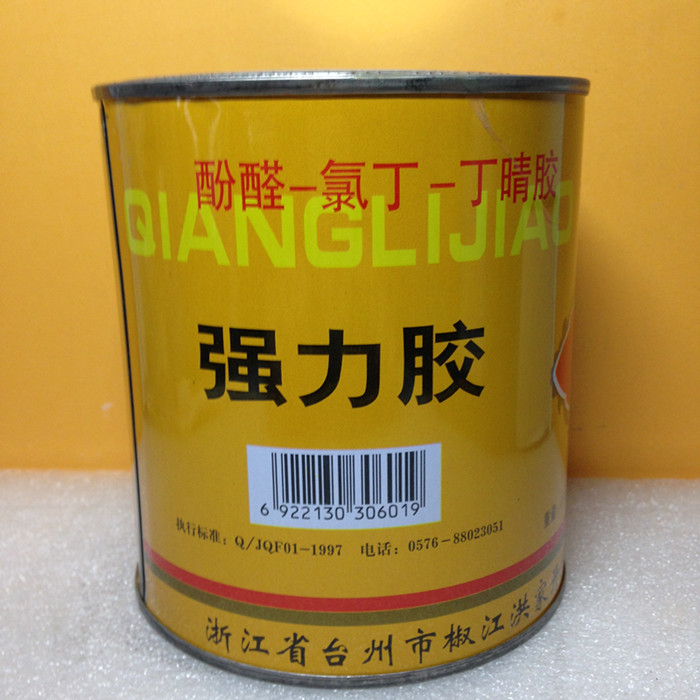 酚醛-氯丁-丁晴胶
QIANGLIJIAO
强力胶
6 922130 306019
执行标准：Q/JQF01-1997 电话：0576-88023051
浙江省台州市椒江洪家